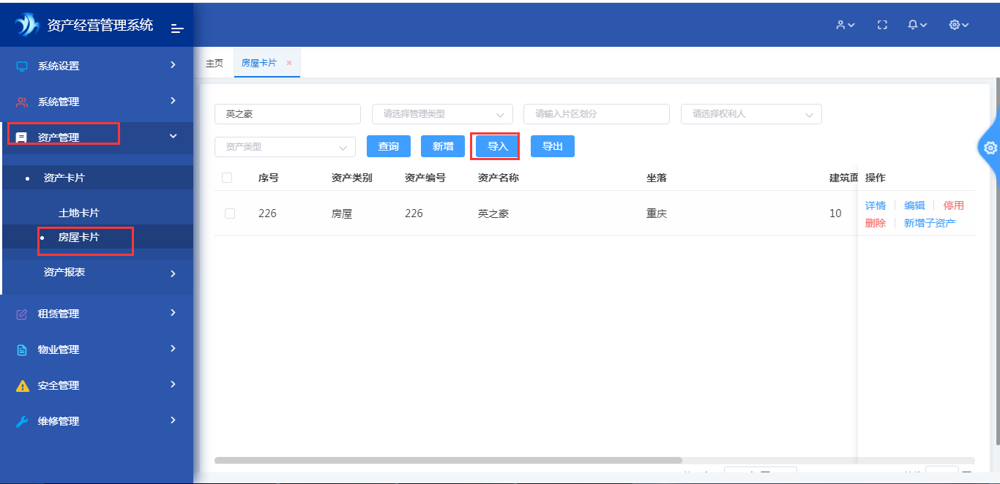 资产经营管理系统
系统设置
系统管理
资产管理
资产卡片
土地卡片
房屋卡片
资产报表
租赁管理
物业管理
安全管理
维修管理
主页
房屋卡片 ×
英之豪
请选择管理类型
请输入片区划分
请选择权利人
资产类型
查询
新增
导入
导出
序号 资产类别 资产编号 资产名称 坐落 建筑面 操作
226 房屋 226 英之豪 重庆 10 详情 编辑 停用
删除 新增子资产